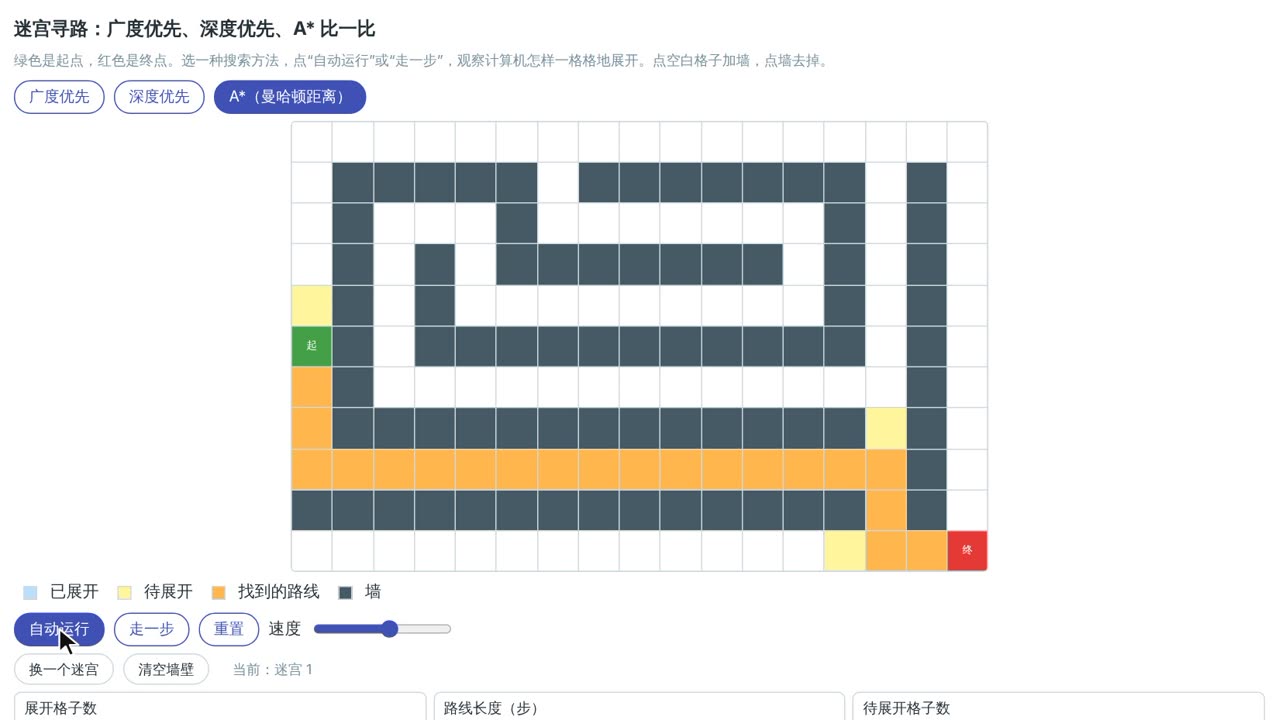 迷宫寻路：广度优先、深度优先、A* 比一比
绿色是起点，红色是终点。选一种搜索方法，点“自动运行”或“走一步”，观察计算机怎样一格格地展开。点空白格子加墙，点墙去掉。
广度优先 深度优先 A*（曼哈顿距离）
起
终
已展开 待展开 找到的路线 墙
自动运行 走一步 重置 速度
换一个迷宫 清空墙壁 当前：迷宫 1
展开格子数 路线长度（步） 待展开格子数